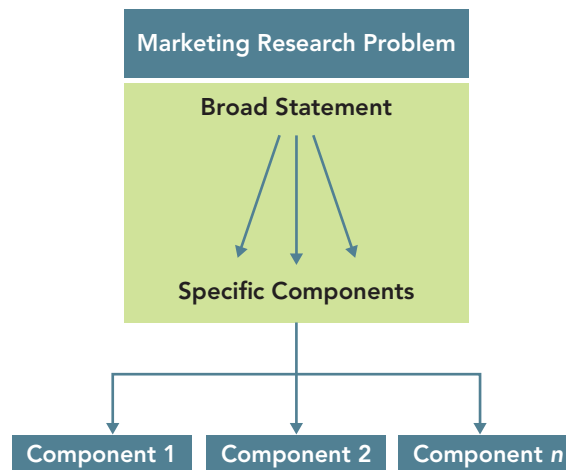 Marketing Research Problem
Broad Statement
Specific Components
Component 1
Component 2
Component n